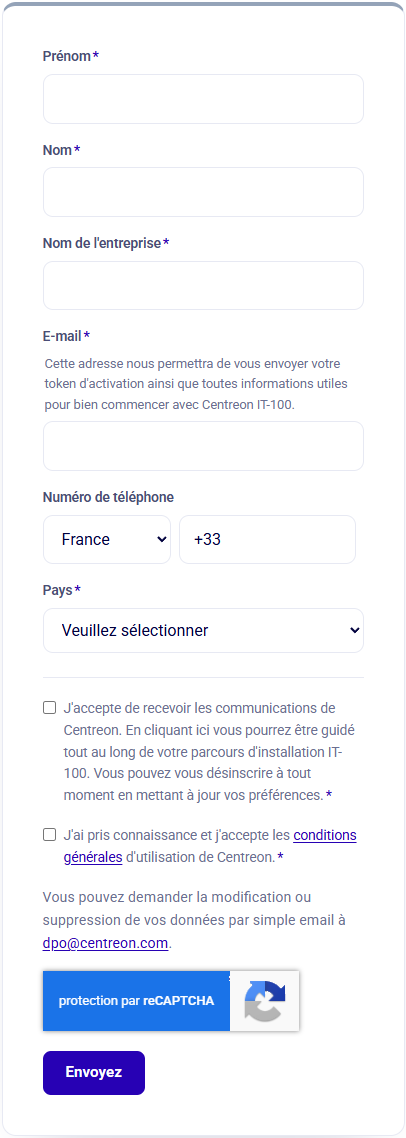 Prénom*
Nom*
Nom de l'entreprise*
E-mail*
Cette adresse nous permettra de vous envoyer votre
token d'activation ainsi que toutes informations utiles
pour bien commencer avec Centreon IT-100.
Numéro de téléphone
France +33
Pays*
Veuillez sélectionner
J'accepte de recevoir les communications de
Centreon. En cliquant ici vous pourrez être guidé
tout au long de votre parcours d'installation IT-
100. Vous pouvez vous désinscrire à tout
moment en mettant à jour vos préférences.*
J'ai pris connaissance et j'accepte les conditions
générales d'utilisation de Centreon.*
Vous pouvez demander la modification ou
suppression de vos données par simple email à
dpo@centreon.com.
protection par reCAPTCHA
Envoyez